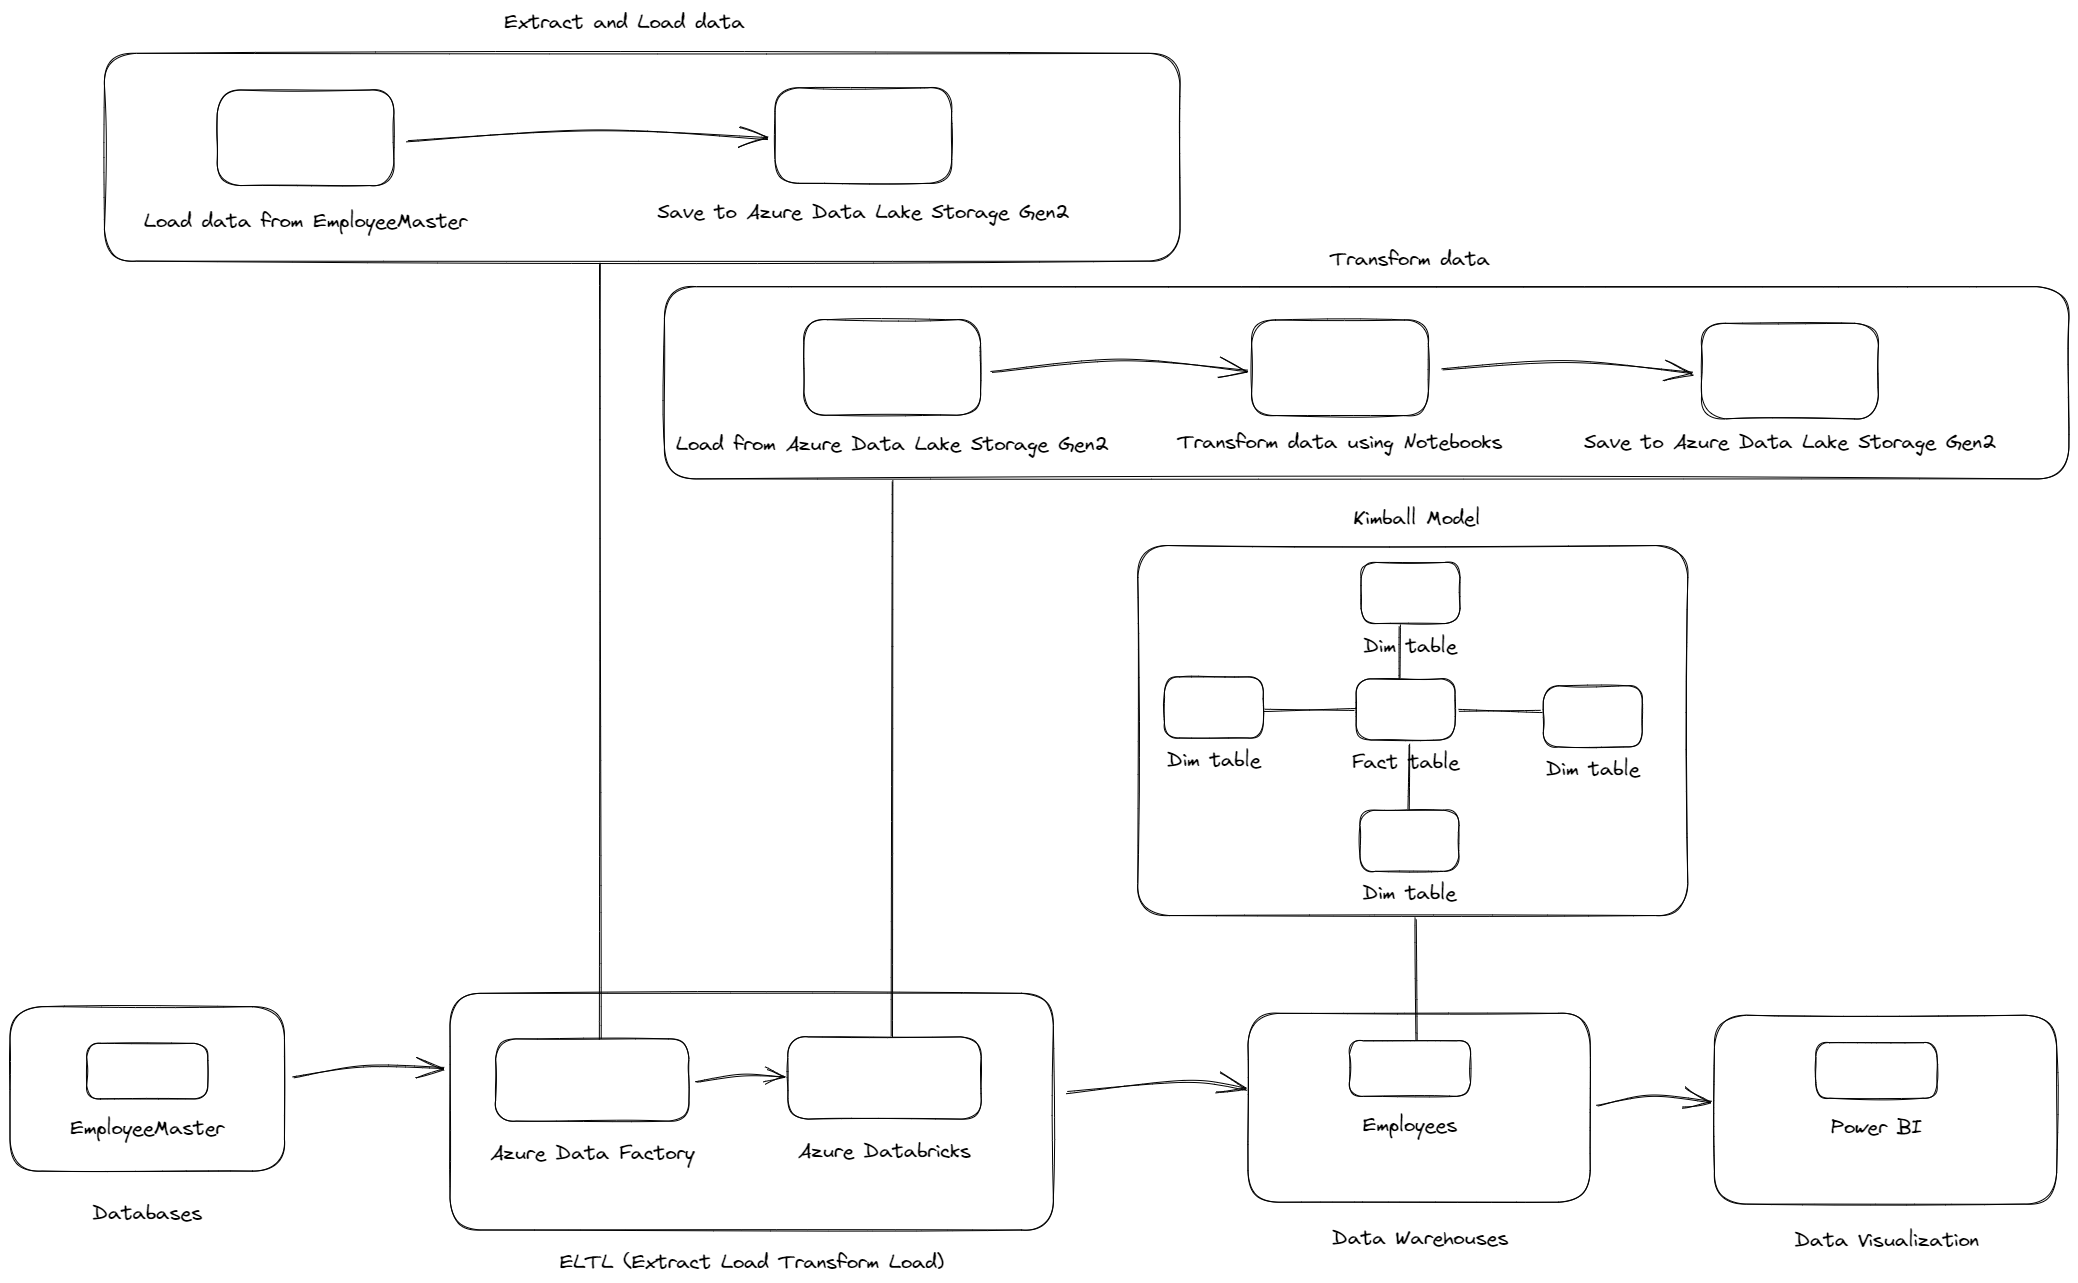 Extract and Load data
Load data from EmployeeMaster
Save to Azure Data Lake Storage Gen2
Transform data
Load from Azure Data Lake Storage Gen2
Transform data using Notebooks
Save to Azure Data Lake Storage Gen2
Kimball Model
Dim table
Dim table
Fact table
Dim table
Dim table
EmployeeMaster
Databases
Azure Data Factory
Azure Databricks
ELTL (Extract Load Transform Load)
Employees
Data Warehouses
Power BI
Data Visualization